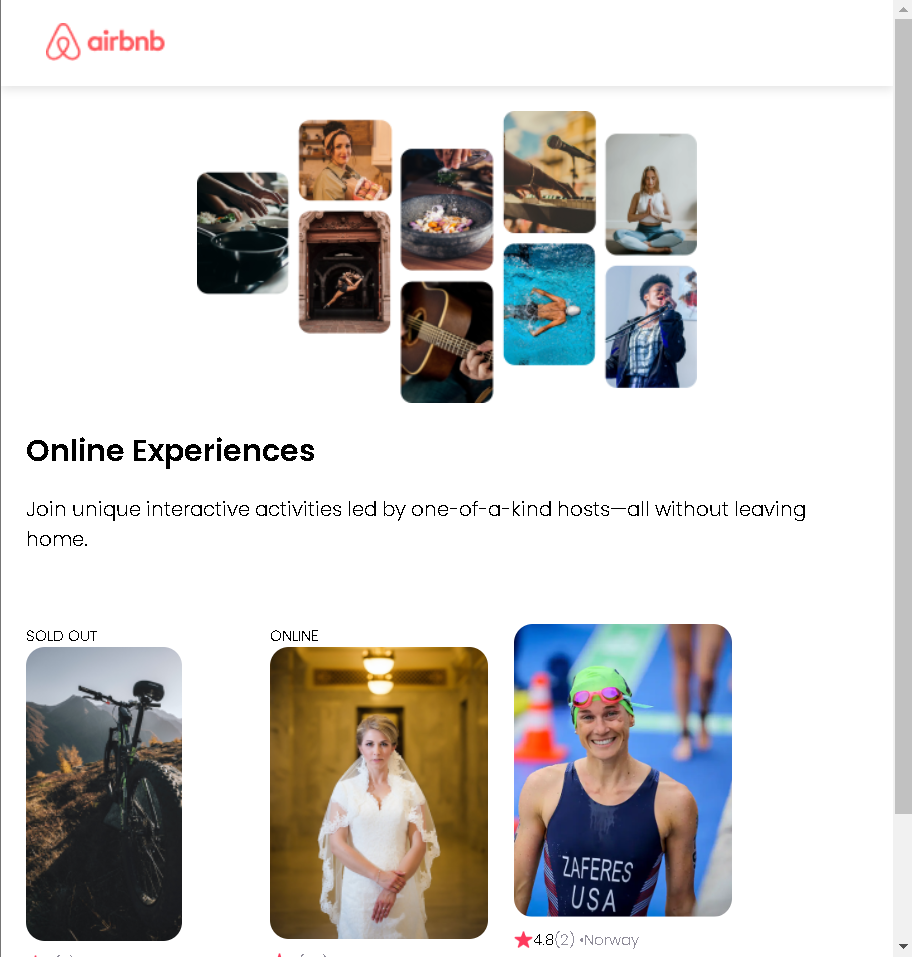 airbnb
Online Experiences
Join unique interactive activities led by one-of-a-kind hosts—all without leaving
home.
SOLD OUT
ONLINE
ZAFERES
USA
4.8(2) •Norway